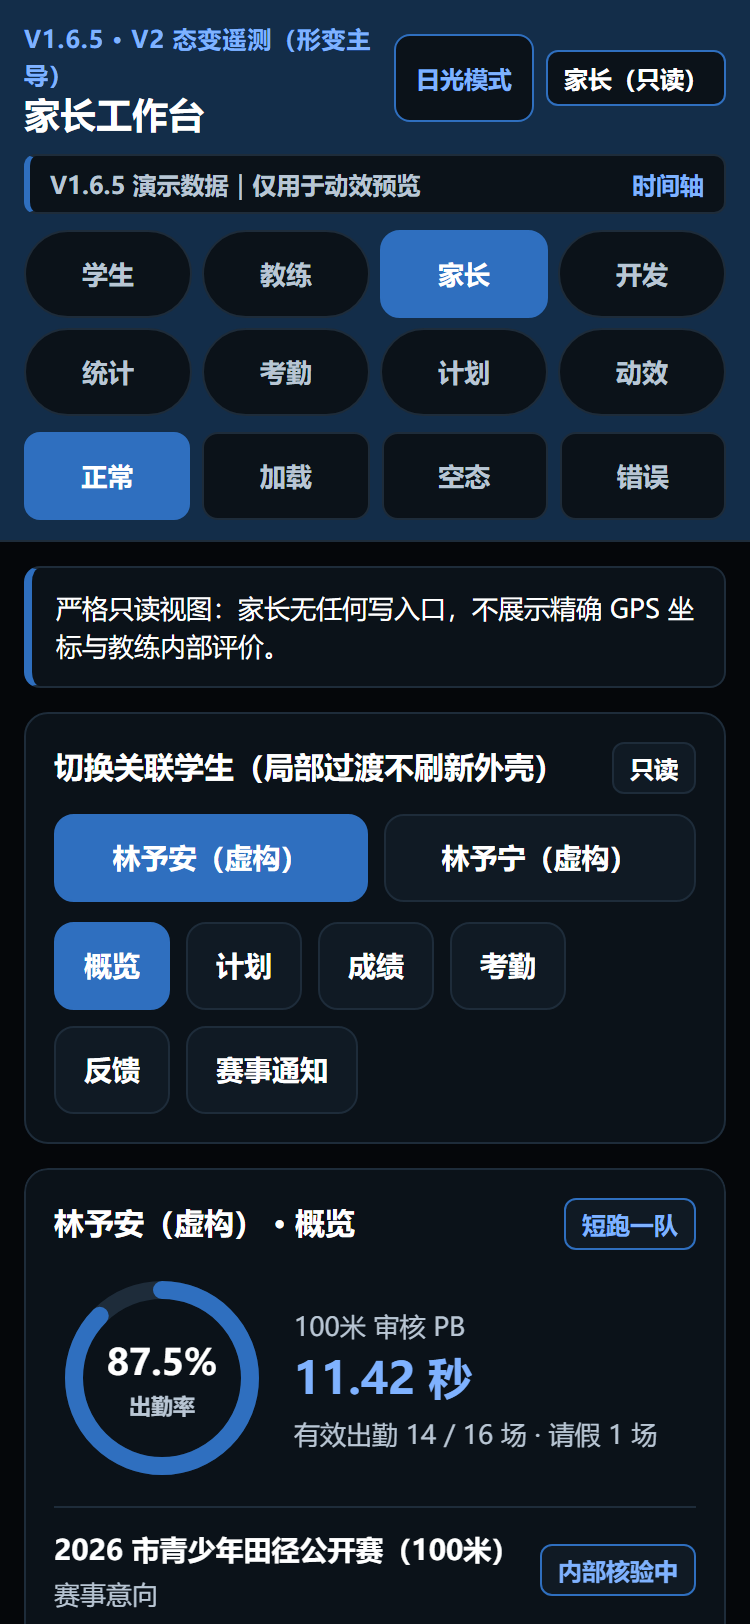 V1.6.5 • V2 态变遥测（形变主
导）
家长工作台
日光模式
家长（只读）
V1.6.5 演示数据｜仅用于动效预览
时间轴
学生
教练
家长
开发
统计
考勤
计划
动效
正常
加载
空态
错误
严格只读视图：家长无任何写入口，不展示精确 GPS 坐
标与教练内部评价。
切换关联学生（局部过渡不刷新外壳）
只读
林予安（虚构）
林予宁（虚构）
概览
计划
成绩
考勤
反馈
赛事通知
林予安（虚构）• 概览
短跑一队
87.5%
出勤率
100米 审核 PB
11.42 秒
有效出勤 14 / 16 场 · 请假 1 场
2026 市青少年田径公开赛（100米）
赛事意向
内部核验中